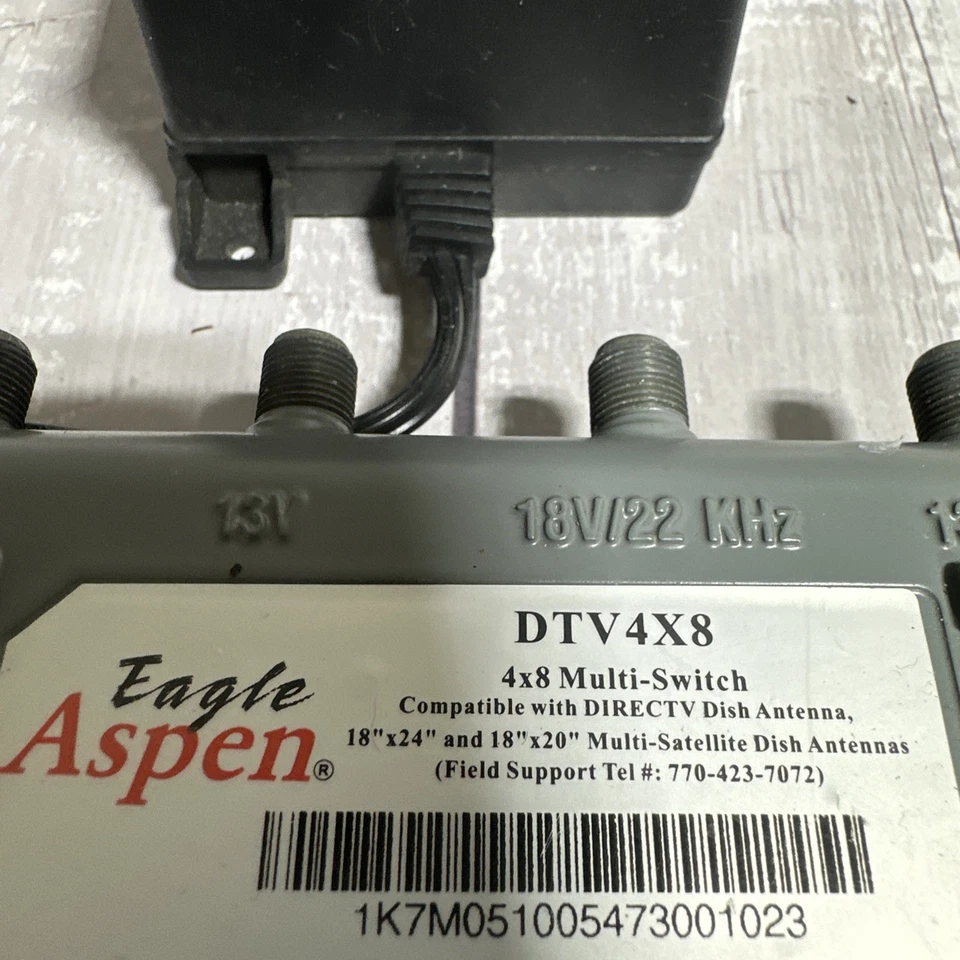 13V
18V/22 KHz
DTV4X8
4x8 Multi-Switch
Compatible with DIRECTV Dish Antenna,
18"x24" and 18"x20" Multi-Satellite Dish Antennas
(Field Support Tel #: 770-423-7072)
Eagle
Aspen®
1K7M051005473001023